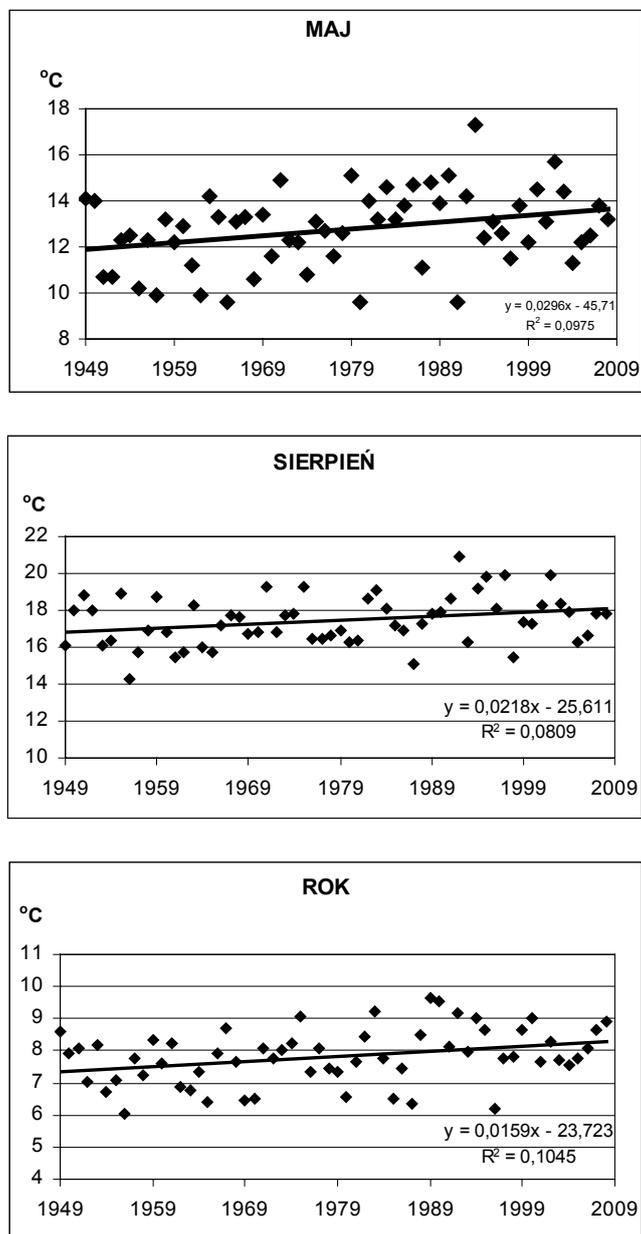 MAJ
°C
18
16
14
12
10
8
y = 0,0296x - 45,71
R² = 0,0975
1949 1959 1969 1979 1989 1999 2009
SIERPIEŃ
°C
22
20
18
16
14
12
10
y = 0,0218x - 25,611
R² = 0,0809
1949 1959 1969 1979 1989 1999 2009
ROK
°C
11
10
9
8
7
6
5
4
y = 0,0159x - 23,723
R² = 0,1045
1949 1959 1969 1979 1989 1999 2009